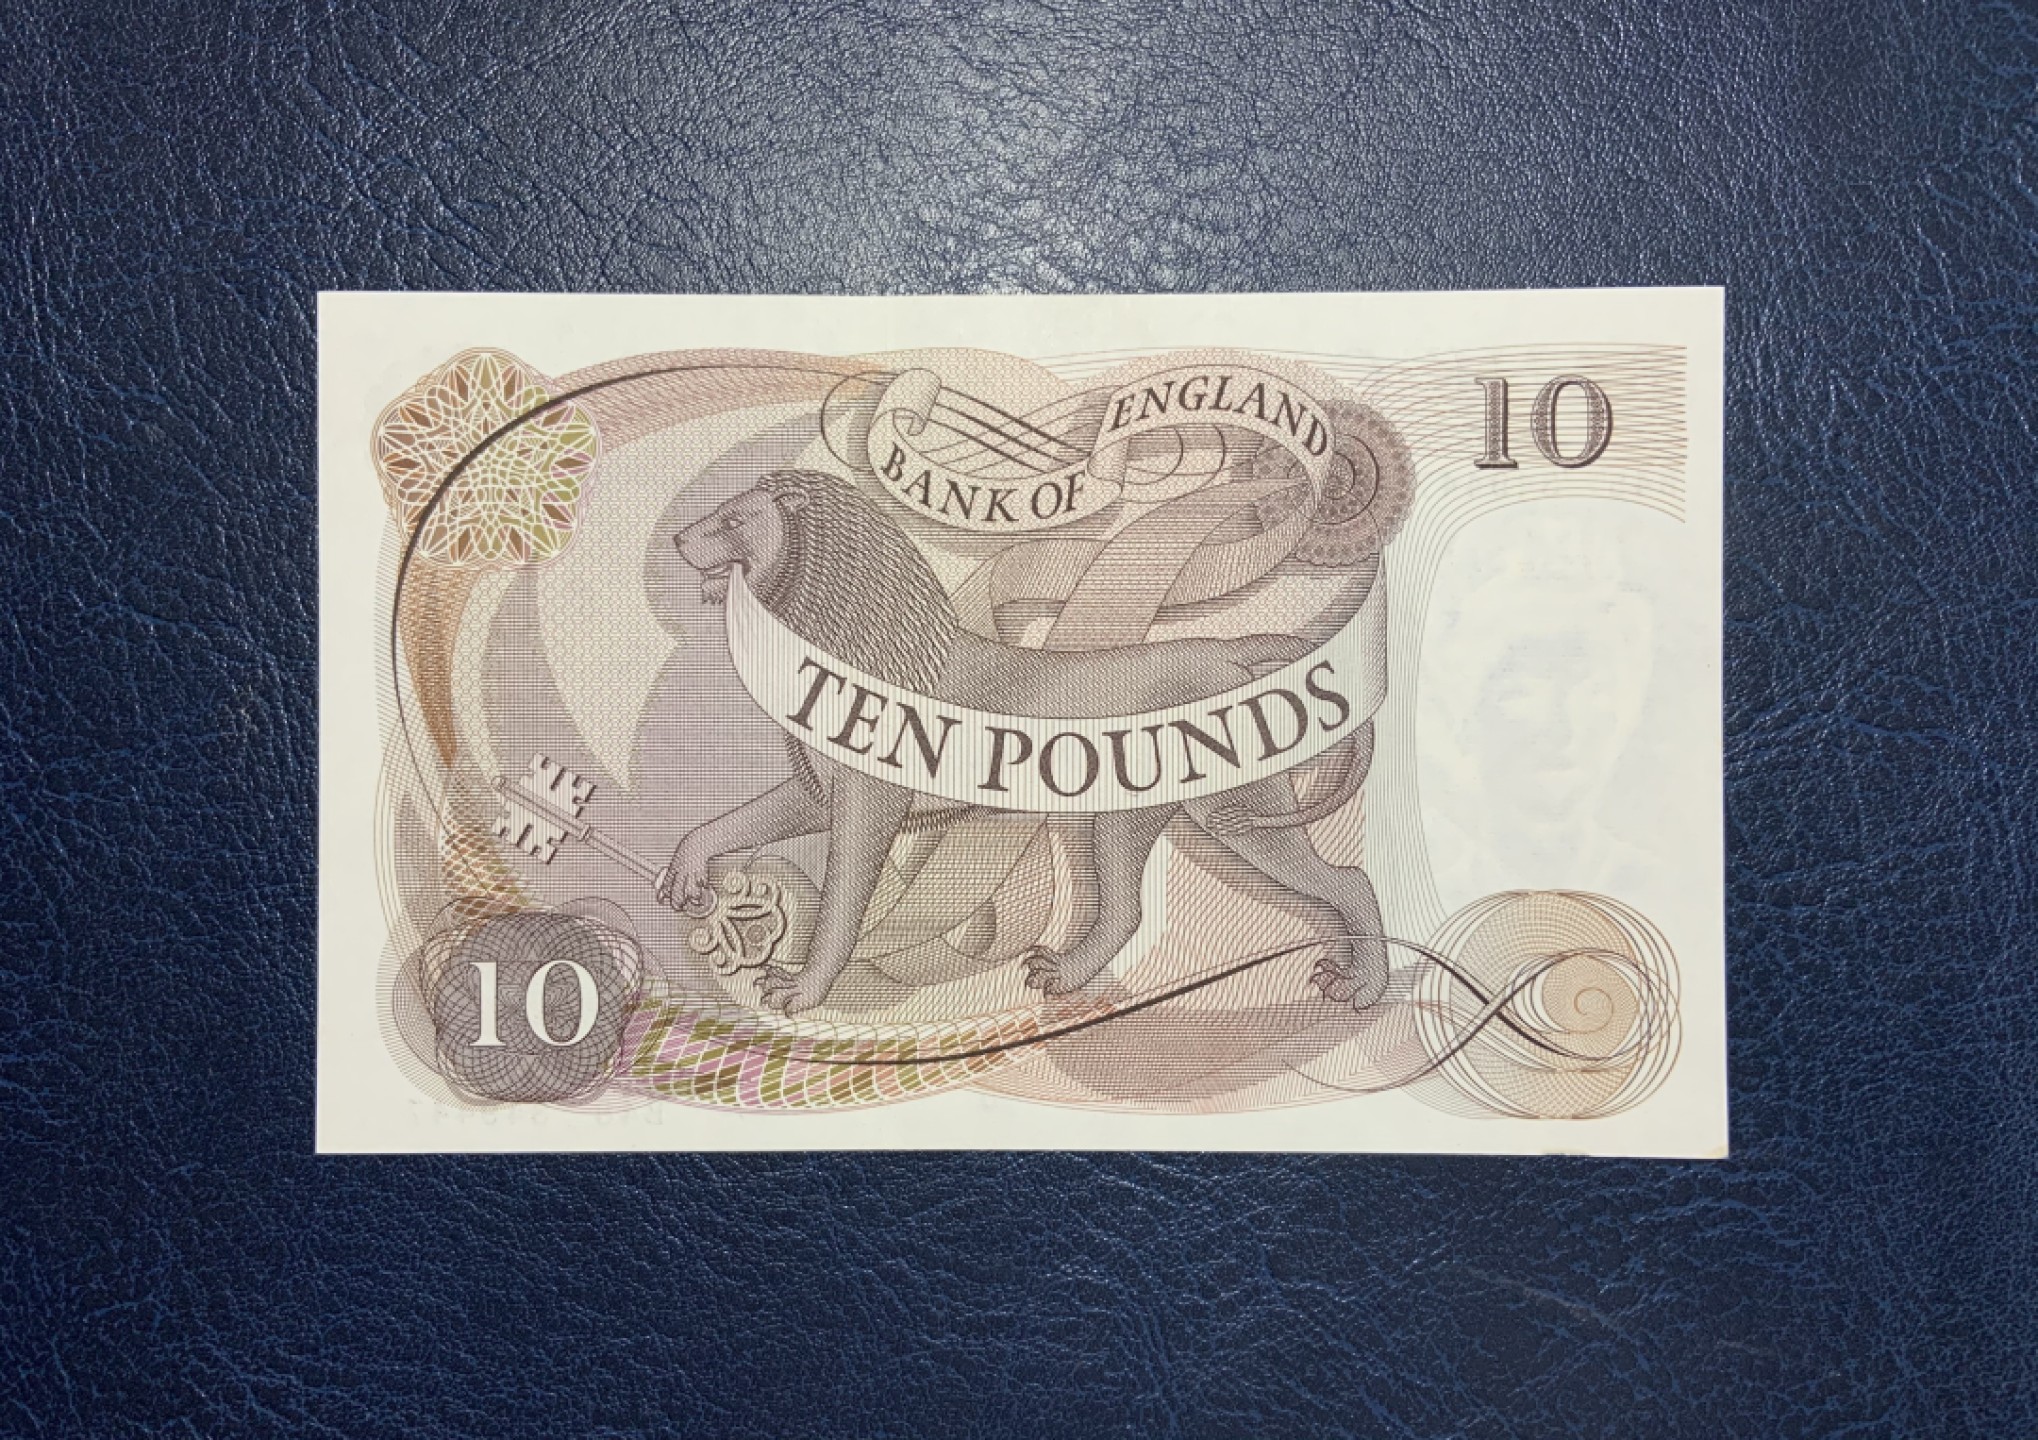 BANK OF ENGLAND
10
TEN POUNDS
10